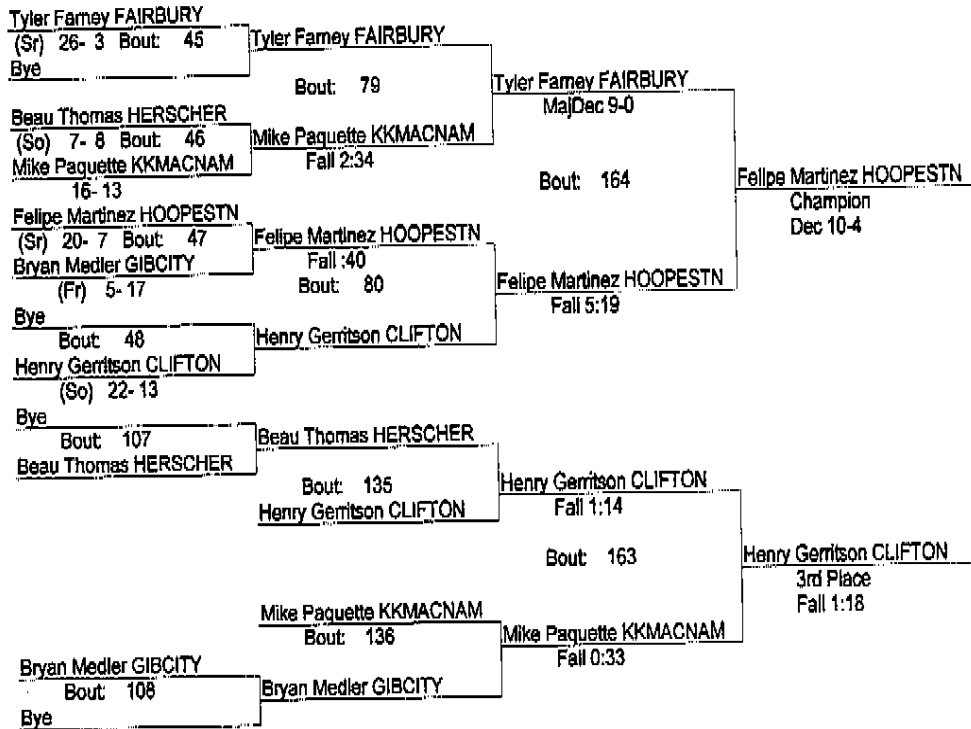 Tyler Farney FAIRBURY
(Sr) 26- 3 Bout: 45
Bye
Tyler Farney FAIRBURY
Bout: 79
Beau Thomas HERSCHER
(So) 7- 8 Bout: 46
Mike Paquette KKMACNAM
16- 13
Mike Paquette KKMACNAM
Fall 2:34
Tyler Farney FAIRBURY
MajDec 9-0
Bout: 164
Felipe Martinez HOOPESTN
(Sr) 20- 7 Bout: 47
Bryan Medler GIBCITY
(Fr) 5- 17
Felipe Martinez HOOPESTN
Fall :40
Bout: 80
Bye
Bout: 48
Henry Gerritson CLIFTON
(So) 22- 13
Henry Gerritson CLIFTON
Felipe Martinez HOOPESTN
Fall 5:19
Felipe Martinez HOOPESTN
Champion
Dec 10-4
Bye
Bout: 107
Beau Thomas HERSCHER
Beau Thomas HERSCHER
Bout: 135
Henry Gerritson CLIFTON
Henry Gerritson CLIFTON
Fall 1:14
Bout: 163
Mike Paquette KKMACNAM
Bout: 136
Bryan Medler GIBCITY
Bout: 108
Bye
Bryan Medler GIBCITY
Mike Paquette KKMACNAM
Fall 0:33
Henry Gerritson CLIFTON
3rd Place
Fall 1:18